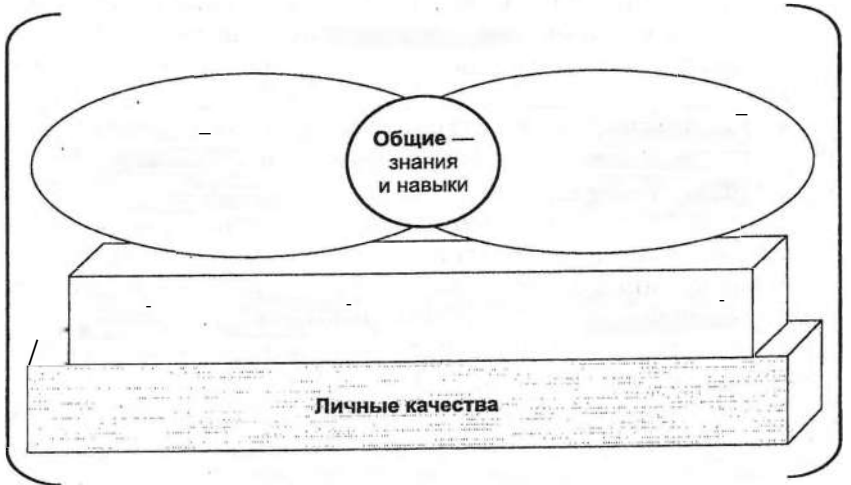 Общие —
знания
и навыки
Личные качества